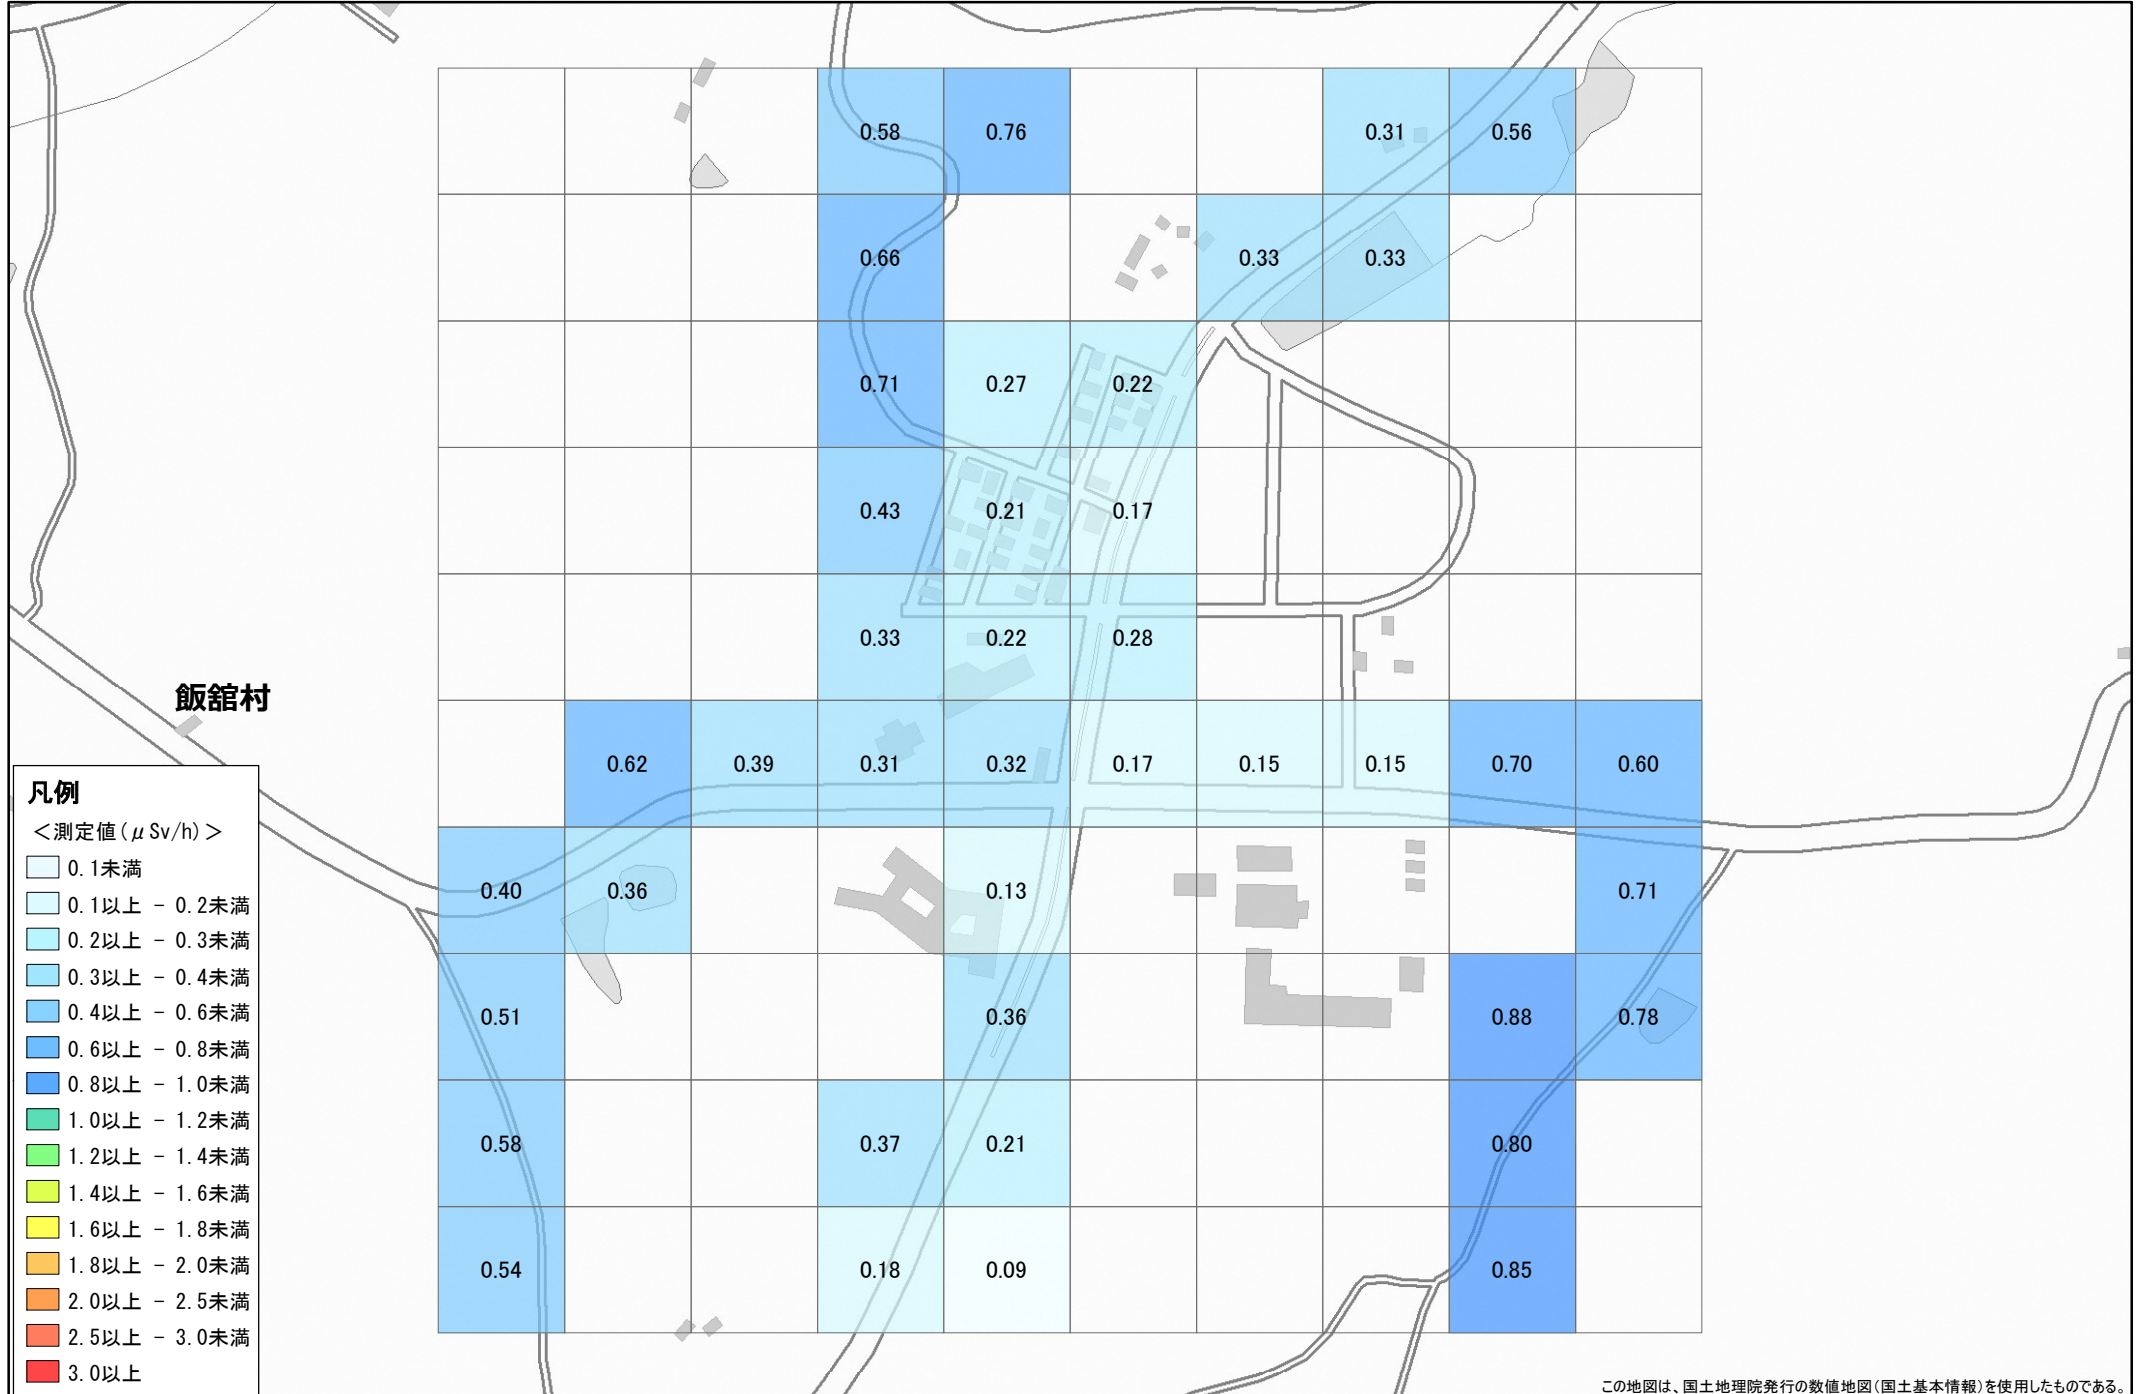 0.58 0.76 0.31 0.56
0.66 0.33 0.33
0.71 0.27 0.22
0.43 0.21 0.17
0.33 0.22 0.28
飯舘村
0.62 0.39 0.31 0.32 0.17 0.15 0.15 0.70 0.60
0.40 0.36 0.13 0.71
0.51 0.36 0.88 0.78
0.58 0.37 0.21 0.80
0.54 0.18 0.09 0.85
凡例
＜測定値(μSv/h)＞
0.1未満
0.1以上 － 0.2未満
0.2以上 － 0.3未満
0.3以上 － 0.4未満
0.4以上 － 0.6未満
0.6以上 － 0.8未満
0.8以上 － 1.0未満
1.0以上 － 1.2未満
1.2以上 － 1.4未満
1.4以上 － 1.6未満
1.6以上 － 1.8未満
1.8以上 － 2.0未満
2.0以上 － 2.5未満
2.5以上 － 3.0未満
3.0以上
この地図は、国土地理院発行の数値地図(国土基本情報)を使用したものである。